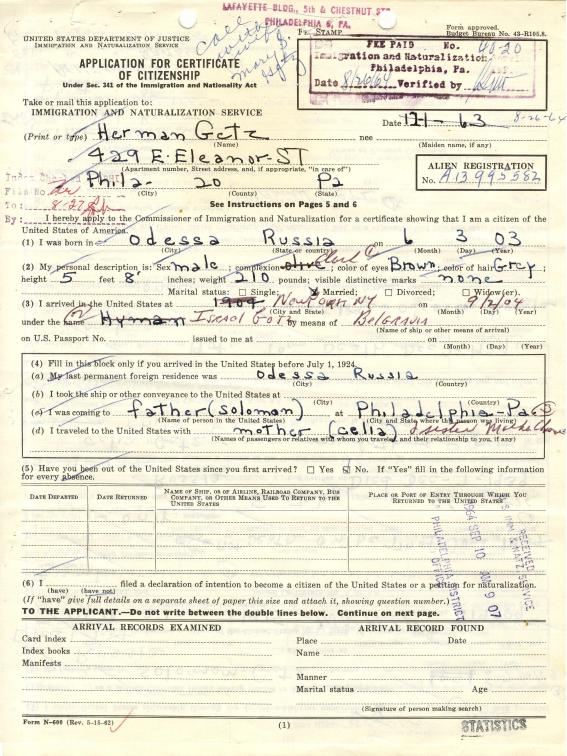 LAFAYETTE BLDG., 5th & CHESTNUT ST
PHILADELPHIA 6, PA.
Form approved.
Budget Bureau No. 43-R105.8.
UNITED STATES DEPARTMENT OF JUSTICE
IMMIGRATION AND NATURALIZATION SERVICE
Call
wife
Mary S.
Getz
FEE STAMP
FEE PAID No. 4020
Immigration and Naturalization
Philadelphia, Pa.
Date 8/26/64 Verified by
APPLICATION FOR CERTIFICATE
OF CITIZENSHIP
Under Sec. 341 of the Immigration and Nationality Act
Take or mail this application to:
IMMIGRATION AND NATURALIZATION SERVICE
Date 11-1-63 8-26-64
(Print or type) Herman Getz nee
(Name) (Maiden name, if any)
429 E. Eleanor-ST
(Apartment number, Street address, and, if appropriate, "in care of")
Phila- 20 Pa
(City) (County) (State)
ALIEN REGISTRATION
No. A13 995 582
File No.
To: 8-27
By:
See Instructions on Pages 5 and 6
I hereby apply to the Commissioner of Immigration and Naturalization for a certificate showing that I am a citizen of the
United States of America.
(1) I was born in Odessa Russia on 6 3 03
(City) (State or country) (Month) (Day) (Year)
(2) My personal description is: Sex male; complexion olive; color of eyes Brown; color of hair Grey;
height 5 feet 8 inches; weight 210 pounds; visible distinctive marks none
Marital status: Single; Married; Divorced; Widow(er).
(3) I arrived in the United States at 1904 New York NY on 9/2/04
(City and State) (Month) (Day) (Year)
under the name Hyman Israel Gotz by means of Belgravia
(Name of ship or other means of arrival)
on U.S. Passport No. issued to me at on
(Month) (Day) (Year)
(4) Fill in this block only if you arrived in the United States before July 1, 1924.
(a) My last permanent foreign residence was Odessa Russia
(City) (Country)
(b) I took the ship or other conveyance to the United States at
(City) (Country)
(c) I was coming to father (Solomon) at Philadelphia-Pa
(Name of person in the United States) (City and State where this person was living)
(d) I traveled to the United States with mother (Celia) & sister
(Names of passengers or relatives with whom you traveled, and their relationship to you, if any)
(5) Have you been out of the United States since you first arrived? Yes No. If "Yes" fill in the following information
for every absence.
DATE DEPARTED
DATE RETURNED
NAME OF SHIP, OR OF AIRLINE, RAILROAD COMPANY, BUS
COMPANY, OR OTHER MEANS USED TO RETURN TO THE
UNITED STATES
PLACE OR PORT OF ENTRY THROUGH WHICH YOU
RETURNED TO THE UNITED STATES
RECEIVED
U.S. IMM. & NATZ. SERVICE
1964 SEP 10 AM 9 07
PHILADELPHIA DISTRICT
OFFICE
(6) I filed a declaration of intention to become a citizen of the United States or a petition for naturalization.
(have) (have not)
(If "have" give full details on a separate sheet of paper this size and attach it, showing question number.)
TO THE APPLICANT.—Do not write between the double lines below. Continue on next page.
ARRIVAL RECORDS EXAMINED
Card index
Index books
Manifests
ARRIVAL RECORD FOUND
Place Date
Name
Manner
Marital status Age
(Signature of person making search)
Form N-600 (Rev. 5-15-62)
(1)
STATISTICS